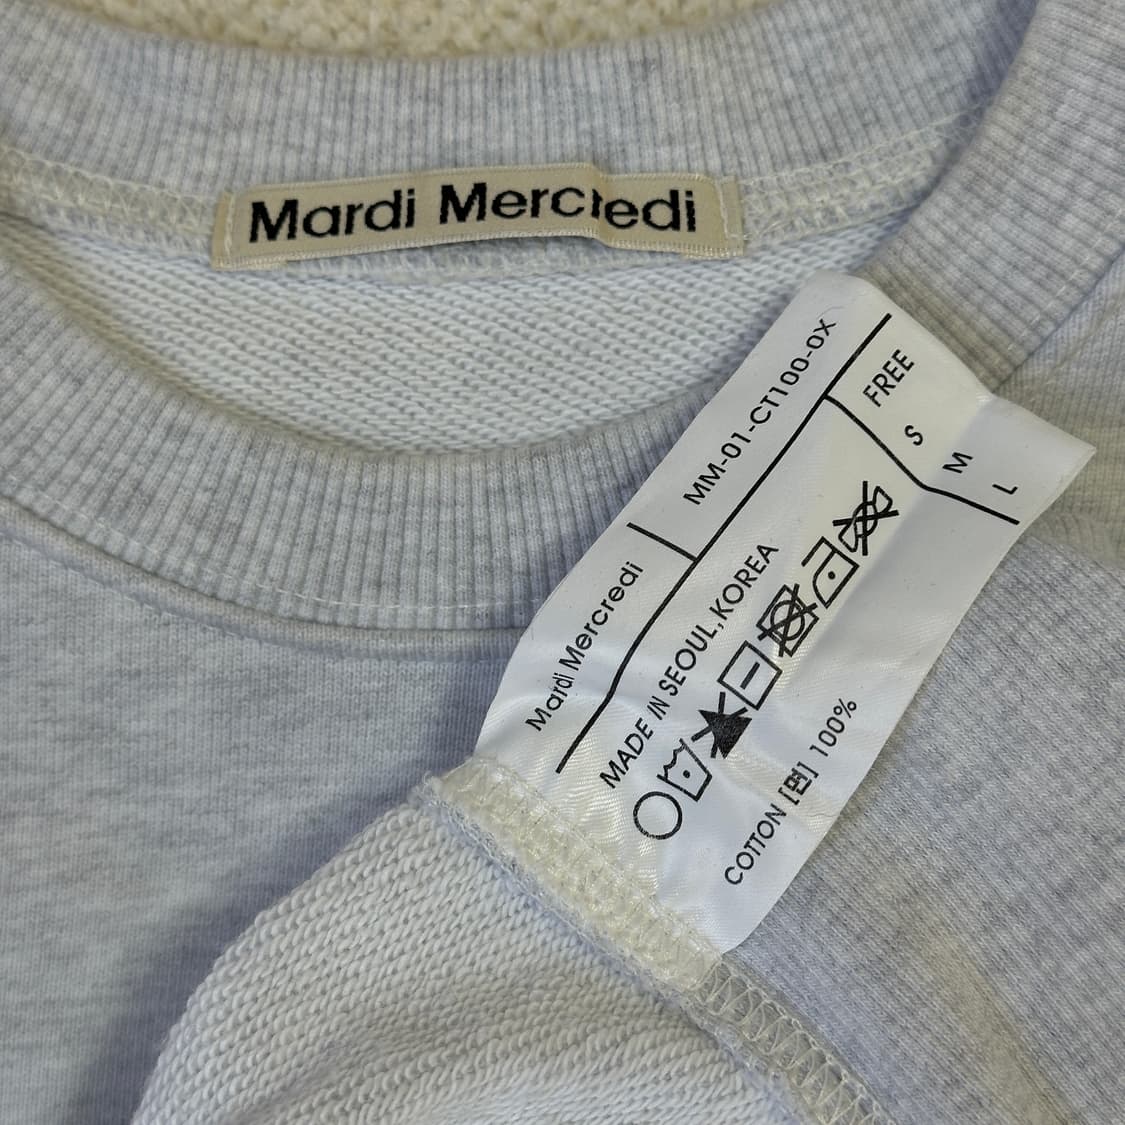 Mardi Mercredi
Mardi Mercredi
MM-01-CT100-0X
MADE IN SEOUL,KOREA
FREE
S
M
L
COTTON [면] 100%